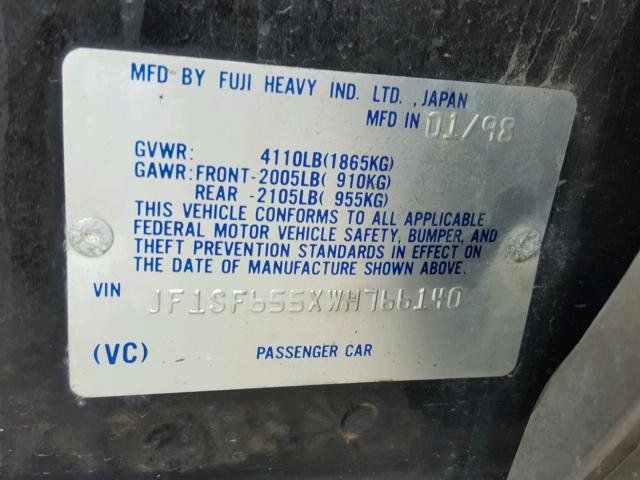 MFD BY FUJI HEAVY IND. LTD., JAPAN
MFD IN 01/98
GVWR: 4110LB(1865KG)
GAWR: FRONT-2005LB( 910KG)
REAR -2105LB( 955KG)
THIS VEHICLE CONFORMS TO ALL APPLICABLE
FEDERAL MOTOR VEHICLE SAFETY, BUMPER, AND
THEFT PREVENTION STANDARDS IN EFFECT ON
THE DATE OF MANUFACTURE SHOWN ABOVE.
VIN JF1SF655XWH766140
(VC) PASSENGER CAR